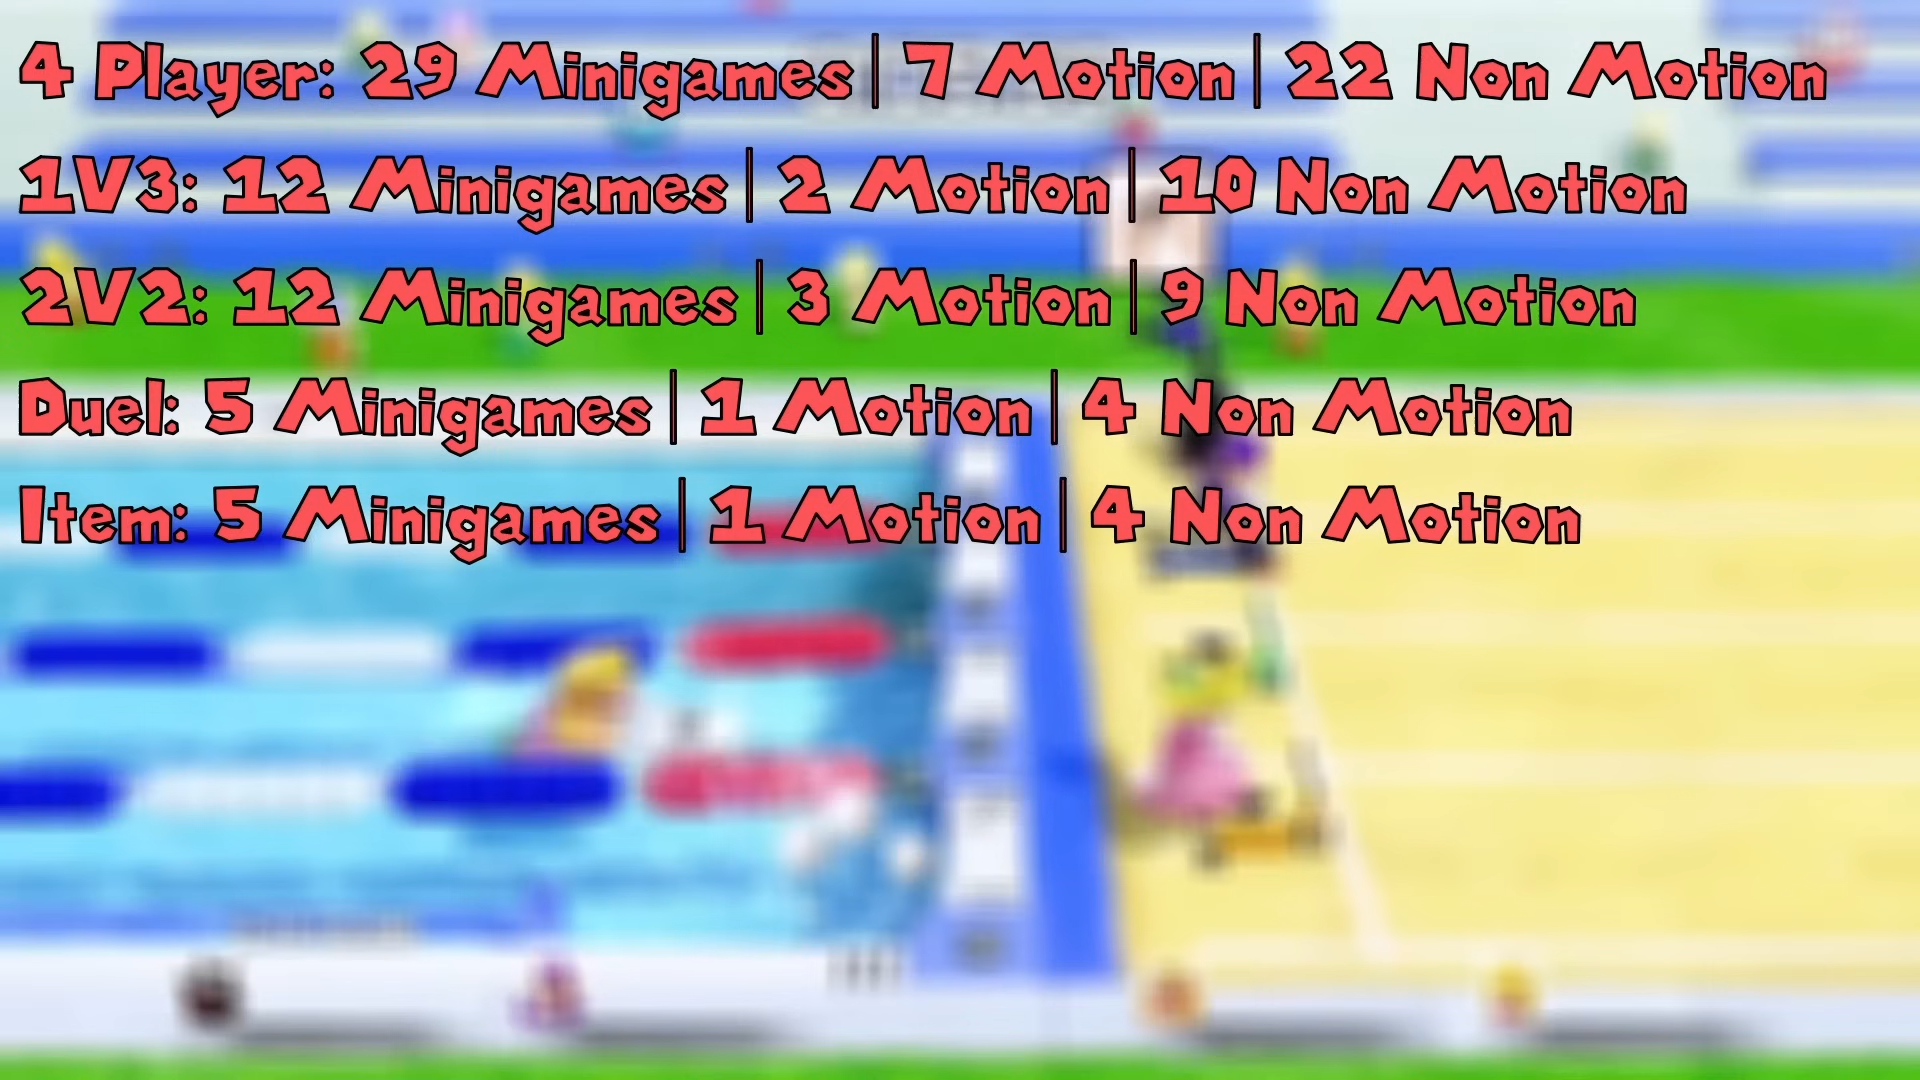 4 Player: 29 Minigames| 7 Motion| 22 Non Motion
1V3: 12 Minigames| 2 Motion| 10 Non Motion
2V2: 12 Minigames| 3 Motion| 9 Non Motion
Duel: 5 Minigames| 1 Motion| 4 Non Motion
Item: 5 Minigames| 1 Motion| 4 Non Motion